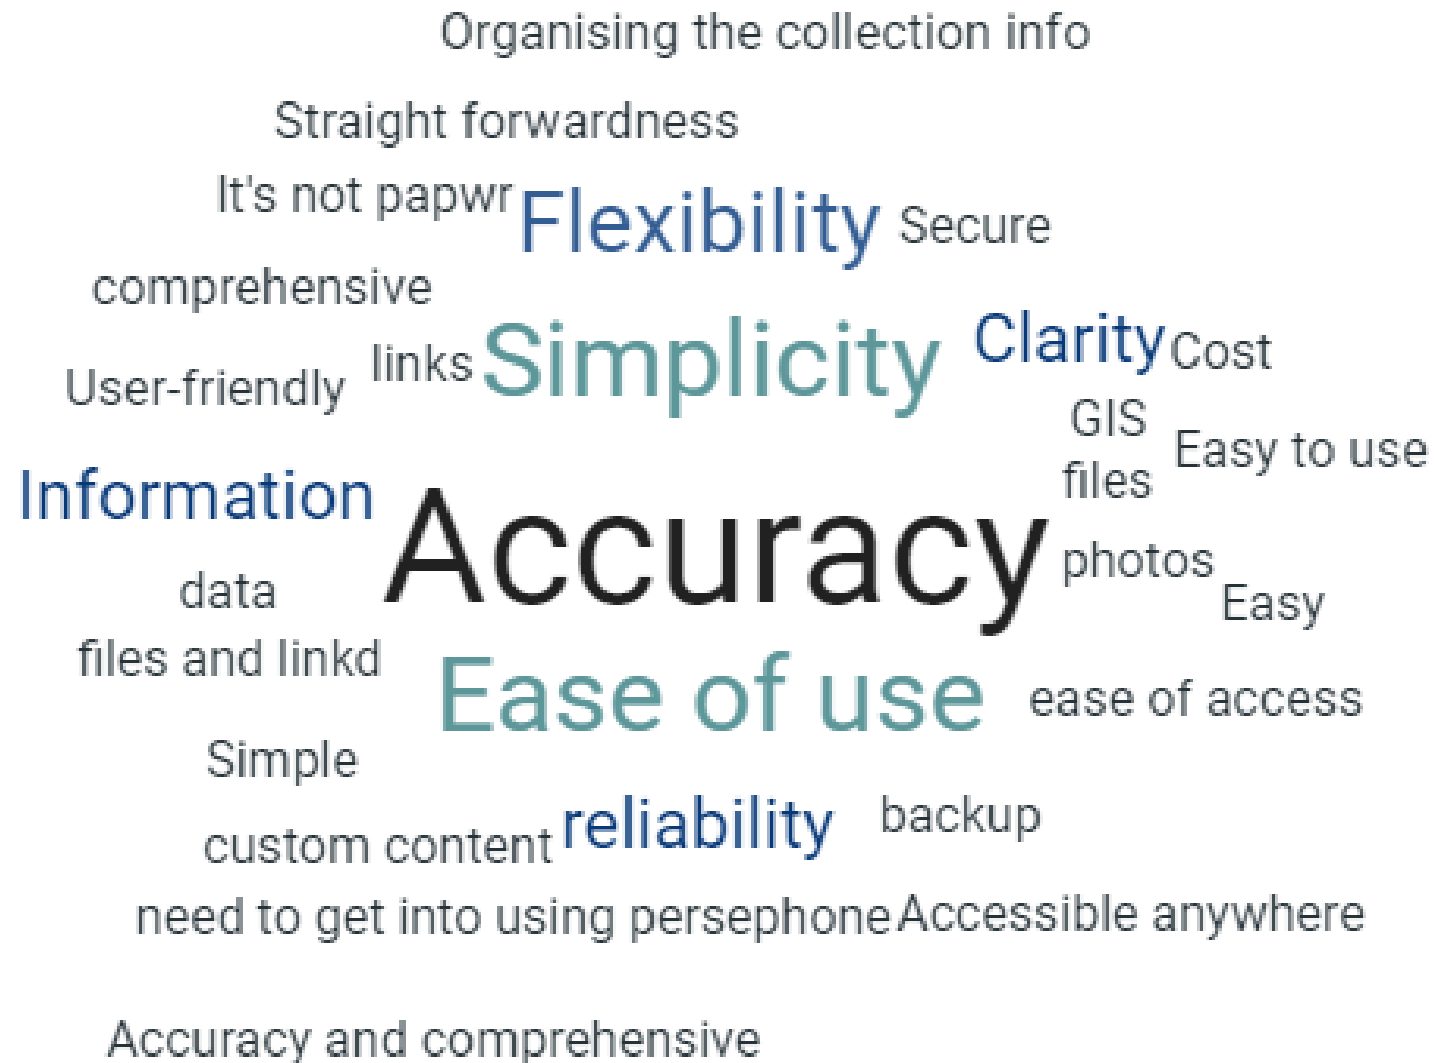 Organising the collection info
Straight forwardness
It's not papwr
Flexibility
Secure
comprehensive
links
Simplicity
Clarity
Cost
User-friendly
GIS
Easy to use
files
Information
Accuracy
photos
data
Easy
files and linkd
Ease of use
ease of access
Simple
custom content
reliability
backup
need to get into using persephone
Accessible anywhere
Accuracy and comprehensive